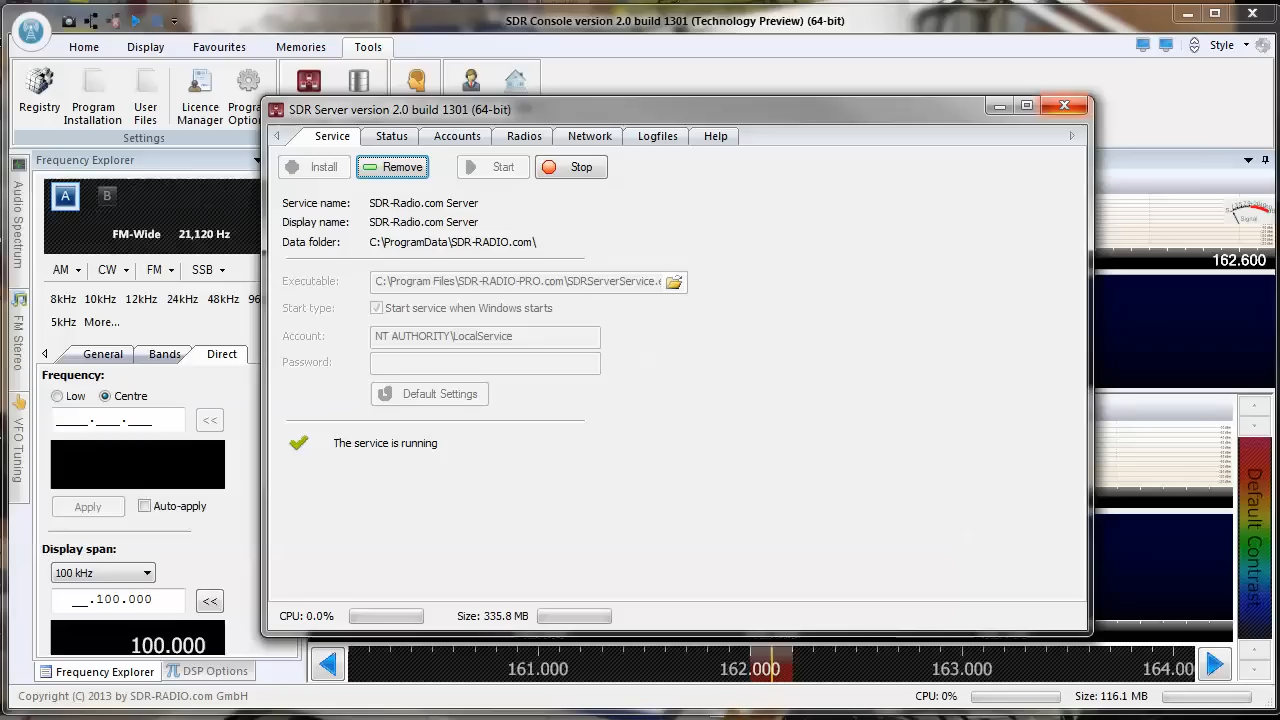 SDR Console version 2.0 build 1301 (Technology Preview) (64-bit)
Home Display Favourites Memories Tools
Style
Registry Program Installation User Files Licence Manager
Settings
SDR Server version 2.0 build 1301 (64-bit)
Service Status Accounts Radios Network Logfiles Help
Install Remove Start Stop
Service name: SDR-Radio.com Server
Display name: SDR-Radio.com Server
Data folder: C:\ProgramData\SDR-RADIO.com\
Executable: C:\Program Files\SDR-RADIO-PRO.com\SDRServerService.e
Start type: Start service when Windows starts
Account: NT AUTHORITY\LocalService
Password:
Default Settings
The service is running
CPU: 0.0% Size: 335.8 MB
Frequency Explorer
A B
FM-Wide 21,120 Hz
AM CW FM SSB
8kHz 10kHz 12kHz 24kHz 48kHz 96
5kHz More...
General Bands Direct
Frequency:
Low Centre
<<
Apply Auto-apply
Display span:
100 kHz
__.100.000 <<
100.000
Frequency Explorer DSP Options
Audio Spectrum
FM Stereo
VFO Tuning
Signal
162.600
Default Contrast
161.000 162.000 163.000 164.00
Copyright (C) 2013 by SDR-RADIO.com GmbH
CPU: 0% Size: 116.1 MB